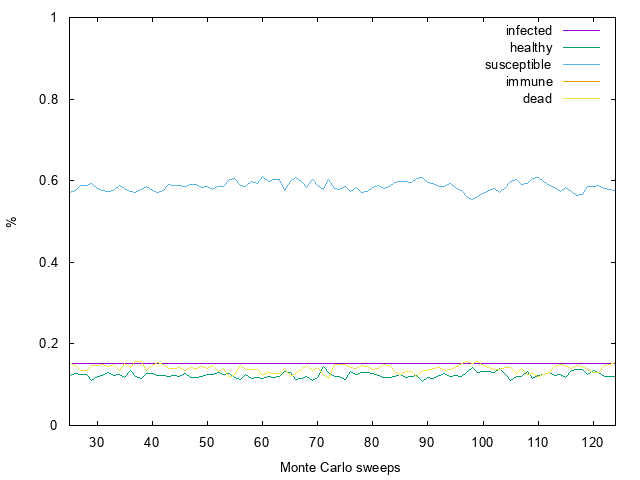 1
0.8
0.6
0.4
0.2
0
%
30 40 50 60 70 80 90 100 110 120
Monte Carlo sweeps
infected
healthy
susceptible
immune
dead